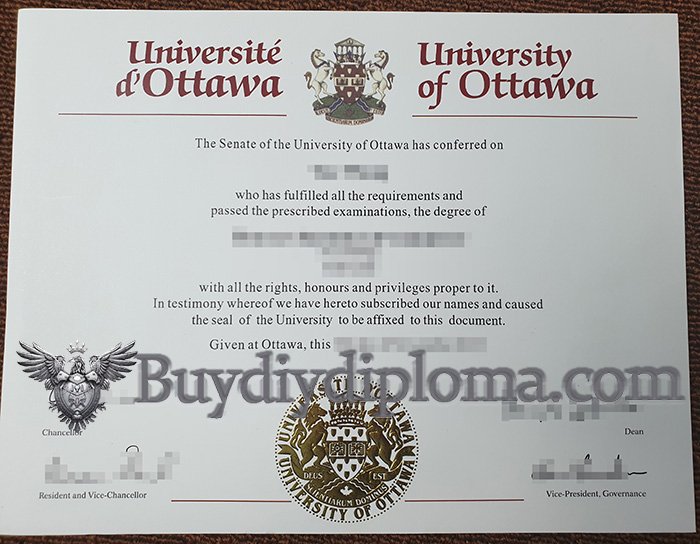 Université
d'Ottawa
University
of Ottawa
The Senate of the University of Ottawa has conferred on
who has fulfilled all the requirements and
passed the prescribed examinations, the degree of
with all the rights, honours and privileges proper to it.
In testimony whereof we have hereto subscribed our names and caused
the seal of the University to be affixed to this document.
Given at Ottawa, this
Buydiydiploma.com
Chancellor
Dean
DEUS EST
SCIENTIARUM DOMINUS
UNIVERSITY OF OTTAWA
Resident and Vice-Chancellor
Vice-President, Governance